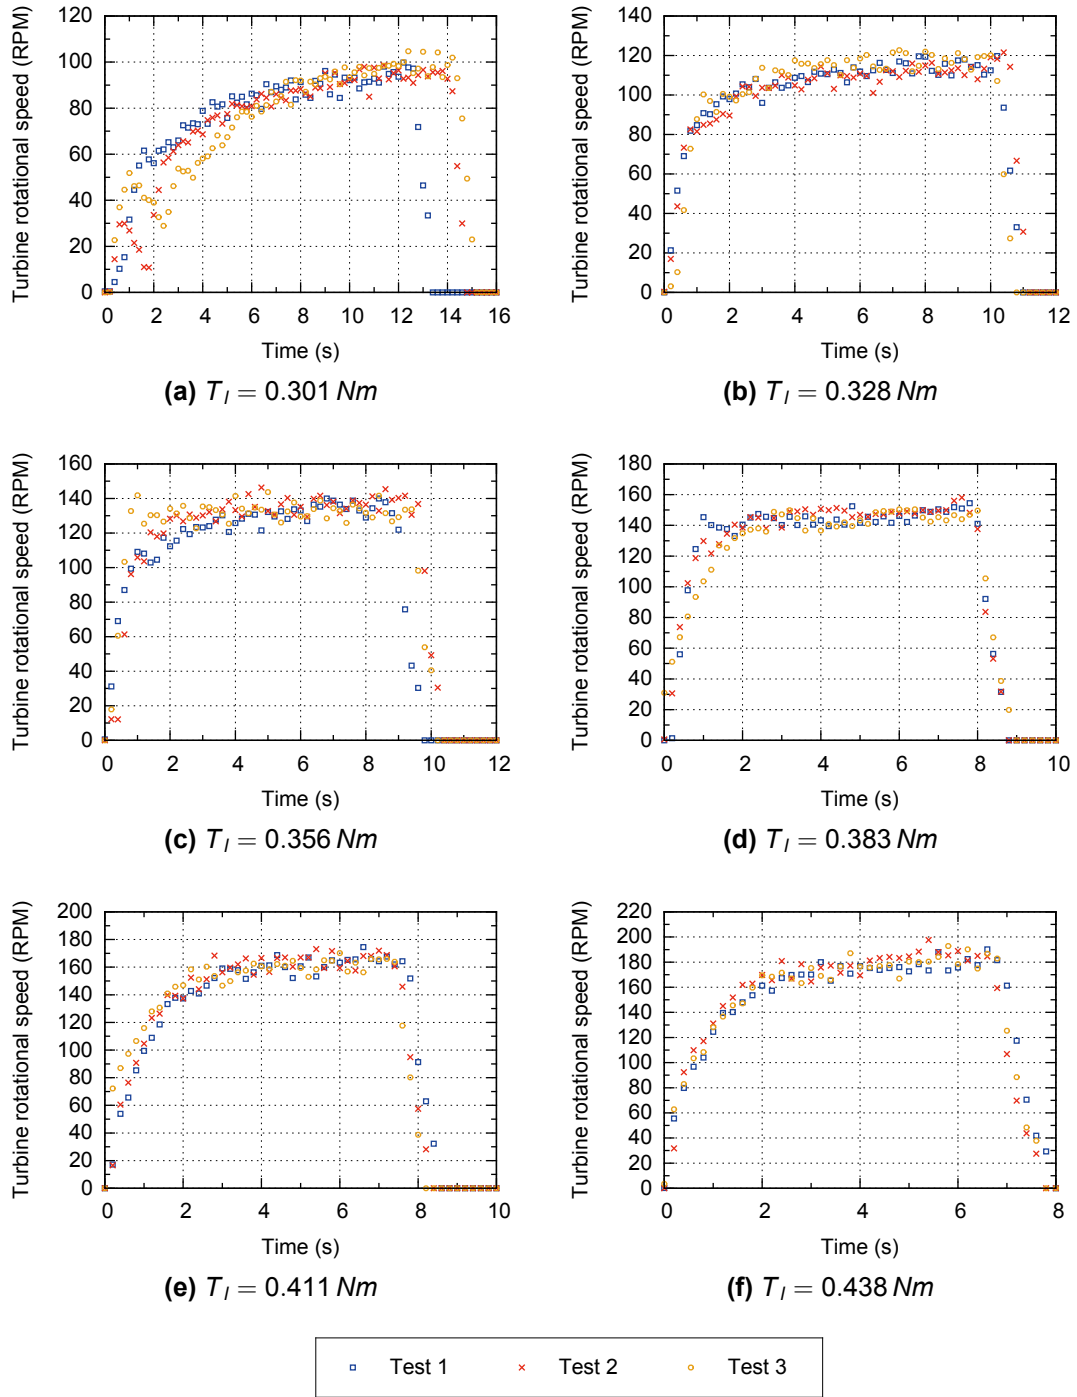 Turbine rotational speed (RPM)
120
100
80
60
40
20
0
0 2 4 6 8 10 12 14 16
Time (s)
(a) T_l = 0.301 Nm
Turbine rotational speed (RPM)
140
120
100
80
60
40
20
0
0 2 4 6 8 10 12
Time (s)
(b) T_l = 0.328 Nm
Turbine rotational speed (RPM)
160
140
120
100
80
60
40
20
0
0 2 4 6 8 10 12
Time (s)
(c) T_l = 0.356 Nm
Turbine rotational speed (RPM)
180
160
140
120
100
80
60
40
20
0
0 2 4 6 8 10
Time (s)
(d) T_l = 0.383 Nm
Turbine rotational speed (RPM)
200
180
160
140
120
100
80
60
40
20
0
0 2 4 6 8 10
Time (s)
(e) T_l = 0.411 Nm
Turbine rotational speed (RPM)
220
200
180
160
140
120
100
80
60
40
20
0
0 2 4 6 8
Time (s)
(f) T_l = 0.438 Nm
Test 1 Test 2 Test 3